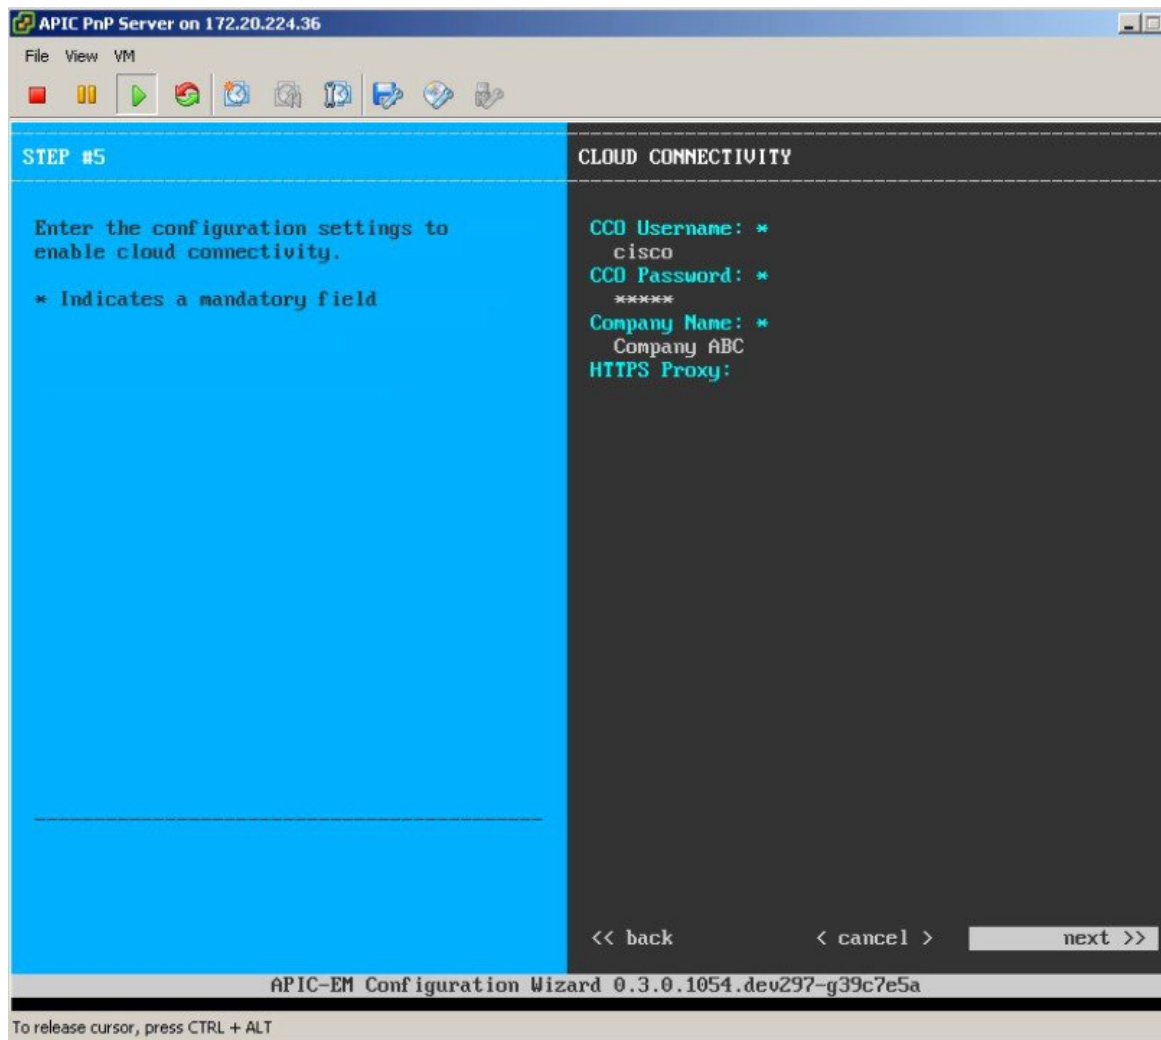 APIC PnP Server on 172.20.224.36
File View VM
STEP #5
Enter the configuration settings to
enable cloud connectivity.
* Indicates a mandatory field
CLOUD CONNECTIVITY
CCO Username: *
cisco
CCO Password: *
*****
Company Name: *
Company ABC
HTTPS Proxy:
<< back < cancel > next >>
APIC-EM Configuration Wizard 0.3.0.1054.dev297-g39c7e5a
To release cursor, press CTRL + ALT